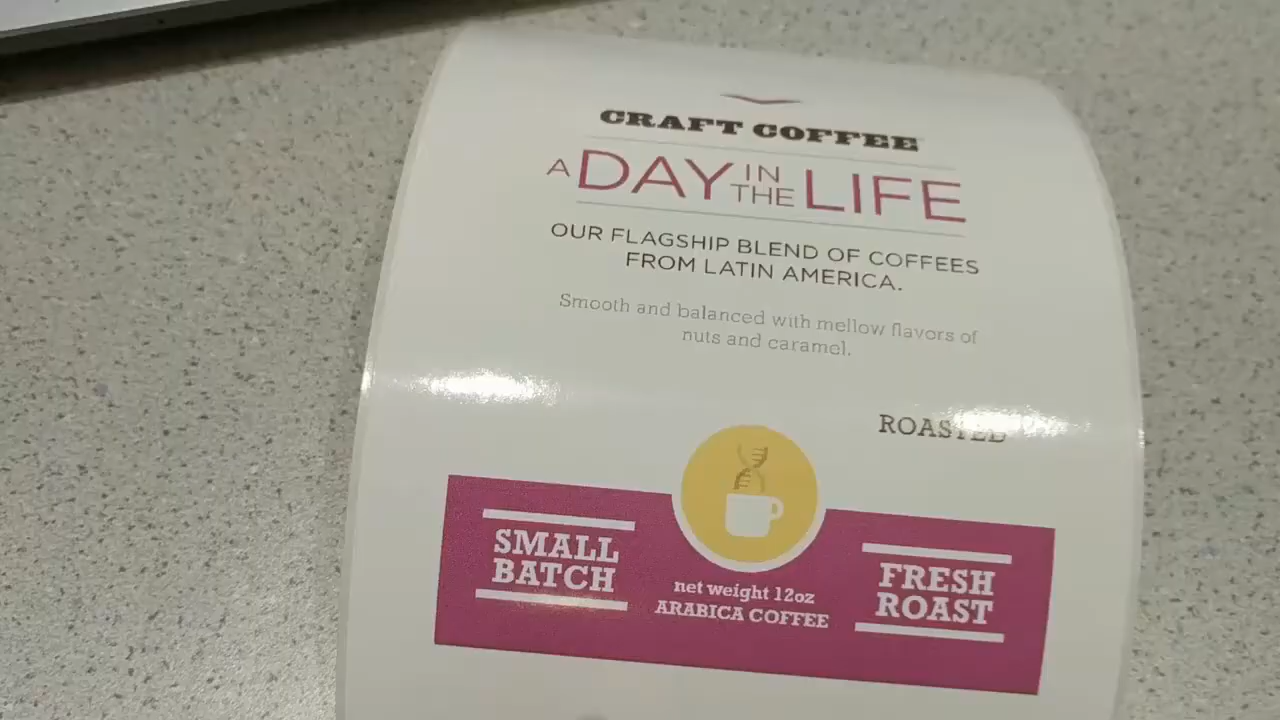 CRAFT COFFEE
A DAY IN THE LIFE
OUR FLAGSHIP BLEND OF COFFEES
FROM LATIN AMERICA.
Smooth and balanced with mellow flavors of
nuts and caramel.
ROASTED
SMALL
BATCH
net weight 12oz
ARABICA COFFEE
FRESH
ROAST